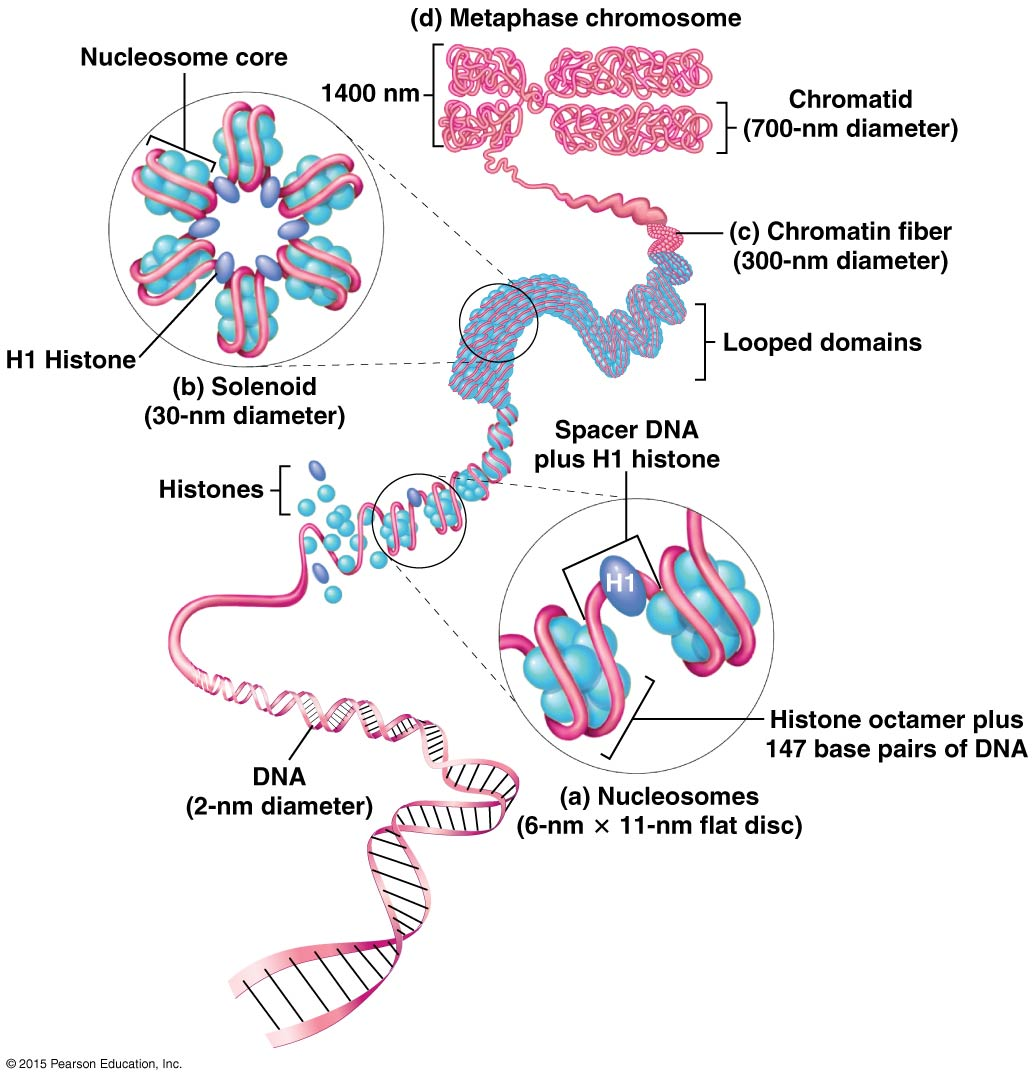 (d) Metaphase chromosome
Nucleosome core
1400 nm
Chromatid
(700-nm diameter)
(c) Chromatin fiber
(300-nm diameter)
Looped domains
H1 Histone
(b) Solenoid
(30-nm diameter)
Spacer DNA
plus H1 histone
Histones
H1
Histone octamer plus
147 base pairs of DNA
DNA
(2-nm diameter)
(a) Nucleosomes
(6-nm × 11-nm flat disc)
© 2015 Pearson Education, Inc.